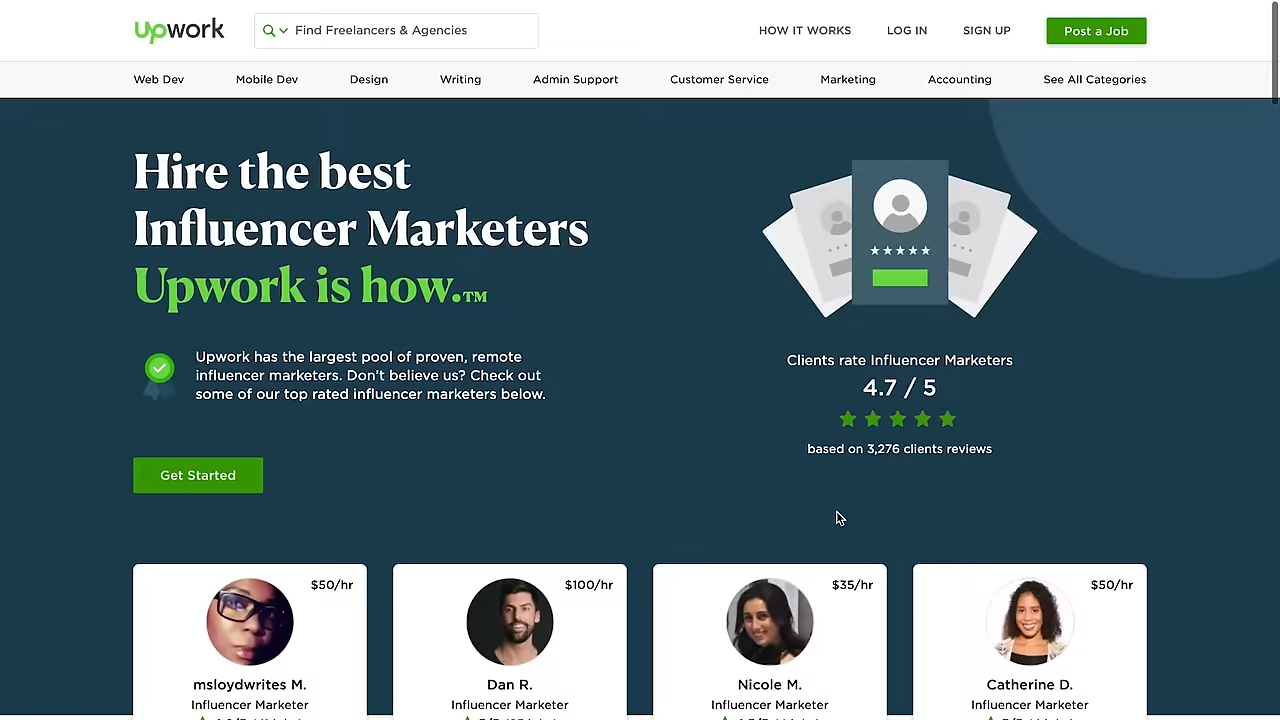 upwork
Find Freelancers & Agencies
HOW IT WORKS
LOG IN
SIGN UP
Post a Job
Web Dev
Mobile Dev
Design
Writing
Admin Support
Customer Service
Marketing
Accounting
See All Categories
Hire the best
Influencer Marketers
Upwork is how.™
Upwork has the largest pool of proven, remote
influencer marketers. Don't believe us? Check out
some of our top rated influencer marketers below.
Get Started
Clients rate Influencer Marketers
4.7 / 5
based on 3,276 clients reviews
$50/hr
msloydwrites M.
Influencer Marketer
$100/hr
Dan R.
Influencer Marketer
$35/hr
Nicole M.
Influencer Marketer
$50/hr
Catherine D.
Influencer Marketer